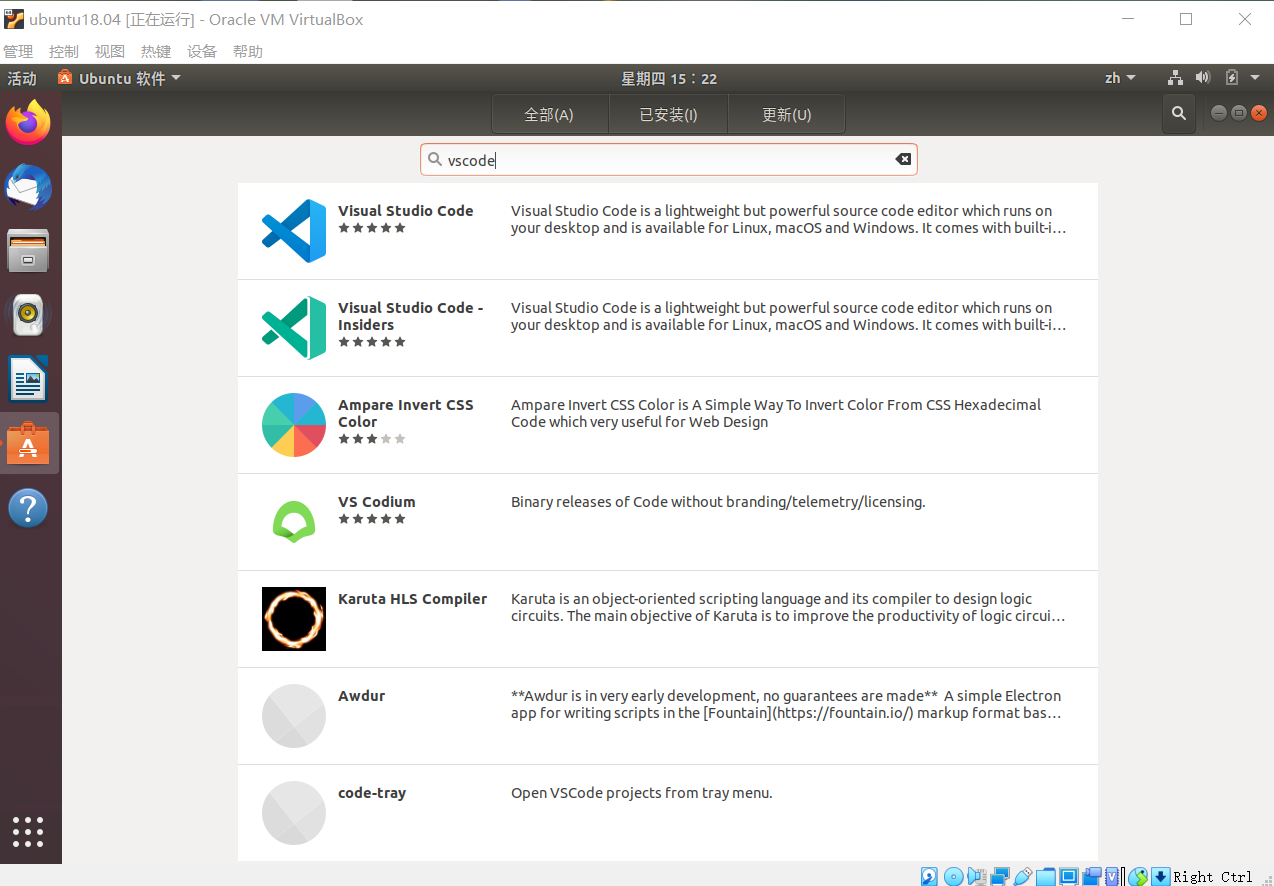 ubuntu18.04 [正在运行] - Oracle VM VirtualBox
管理 控制 视图 热键 设备 帮助
活动 Ubuntu 软件 星期四 15：22 zh
全部(A) 已安装(I) 更新(U)
vscode
Visual Studio Code
Visual Studio Code is a lightweight but powerful source code editor which runs on
your desktop and is available for Linux, macOS and Windows. It comes with built-i…
Visual Studio Code -
Insiders
Visual Studio Code is a lightweight but powerful source code editor which runs on
your desktop and is available for Linux, macOS and Windows. It comes with built-i…
Ampare Invert CSS
Color
Ampare Invert CSS Color is A Simple Way To Invert Color From CSS Hexadecimal
Code which very useful for Web Design
VS Codium
Binary releases of Code without branding/telemetry/licensing.
Karuta HLS Compiler
Karuta is an object-oriented scripting language and its compiler to design logic
circuits. The main objective of Karuta is to improve the productivity of logic circui…
Awdur
**Awdur is in very early development, no guarantees are made** A simple Electron
app for writing scripts in the [Fountain](https://fountain.io/) markup format bas…
code-tray
Open VSCode projects from tray menu.
Right Ctrl